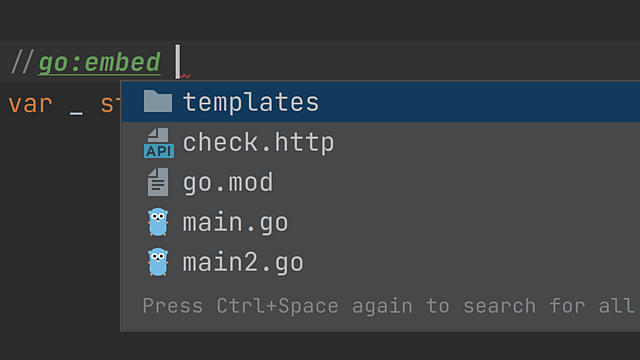 //go:embed
var _ st
templates
API check.http
go.mod
main.go
main2.go
Press Ctrl+Space again to search for all